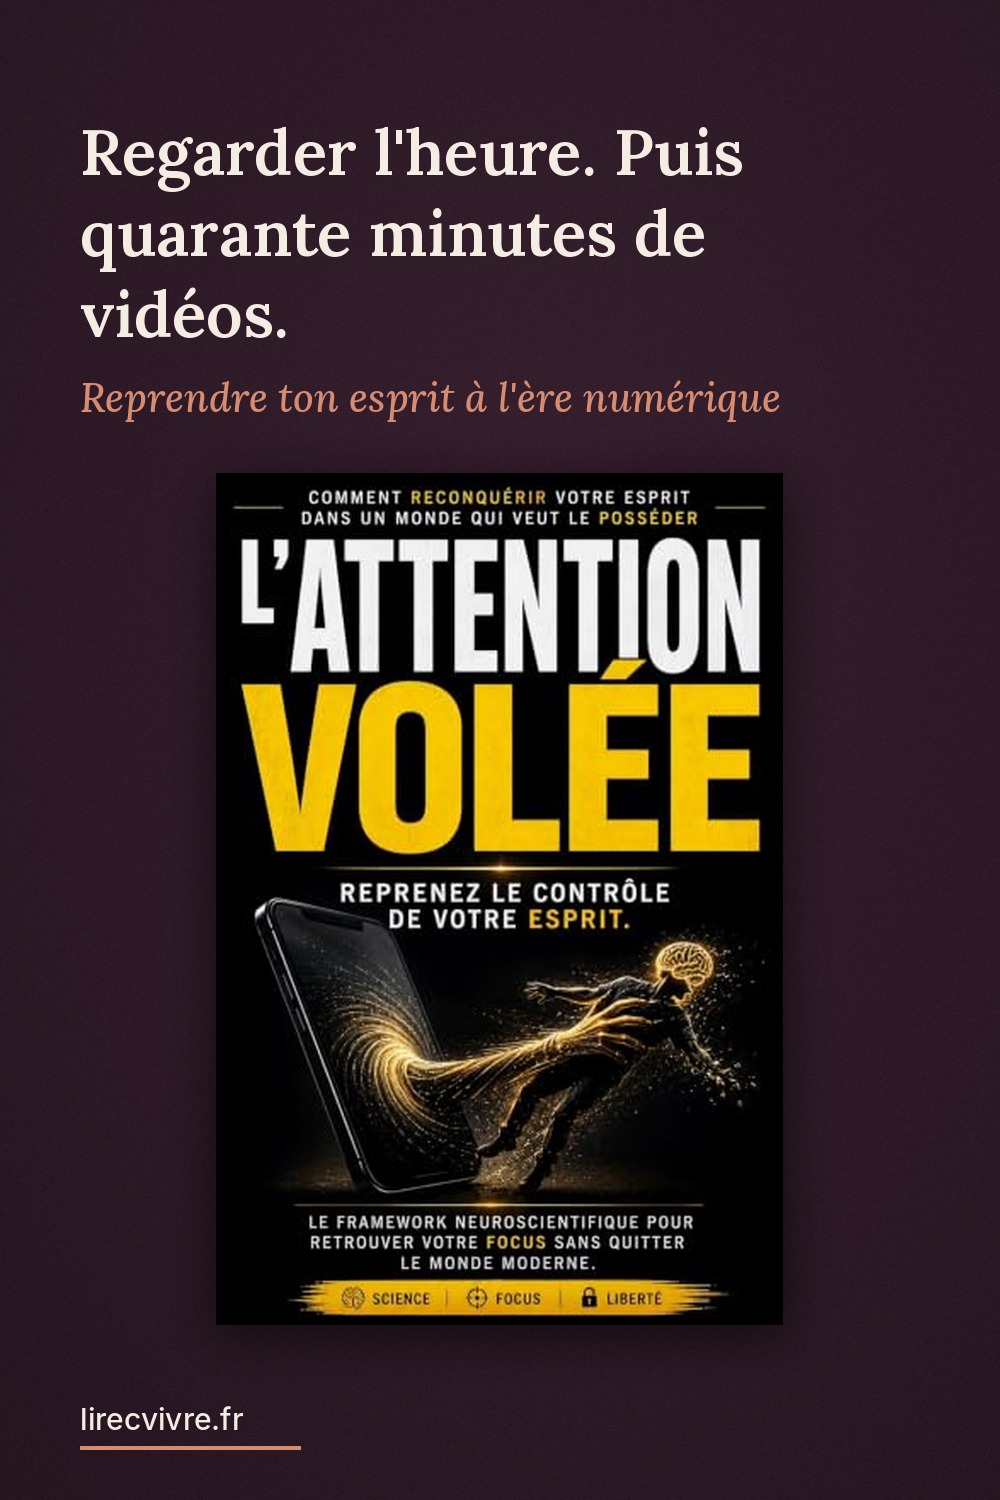 Regarder l'heure. Puis
quarante minutes de
vidéos.
Reprendre ton esprit à l'ère numérique
COMMENT RECONQUÉRIR VOTRE ESPRIT
DANS UN MONDE QUI VEUT LE POSSÉDER
L'ATTENTION
VOLÉE
REPRENEZ LE CONTRÔLE
DE VOTRE ESPRIT.
LE FRAMEWORK NEUROSCIENTIFIQUE POUR
RETROUVER VOTRE FOCUS SANS QUITTER
LE MONDE MODERNE.
SCIENCE | FOCUS | LIBERTÉ
lirecvivre.fr